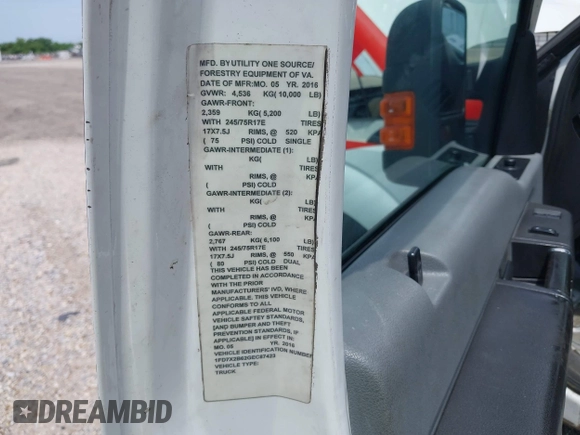 MFD. BY UTILITY ONE SOURCE/
FORESTRY EQUIPMENT OF VA.
DATE OF MFR:MO. 05 YR. 2016
GVWR: 4,536 KG( 10,000 LB)
GAWR-FRONT:
2,359 KG( 5,200 LB)
WITH 245/75R17E TIRES
17X7.5J RIMS, @ 520 KPA
( 75 PSI) COLD SINGLE
GAWR-INTERMEDIATE (1):
KG( LB)
WITH TIRES
RIMS, @ KPA
( PSI) COLD
GAWR-INTERMEDIATE (2):
KG( LB)
WITH TIRES
RIMS, @ KPA
( PSI) COLD
GAWR-REAR:
2,767 KG( 6,100 LB)
WITH 245/75R17E TIRES
17X7.5J RIMS, @ 550 KPA
( 80 PSI) COLD DUAL
THIS VEHICLE HAS BEEN
COMPLETED IN ACCORDANCE
WITH THE PRIOR
MANUFACTURERS' IVD, WHERE
APPLICABLE. THIS VEHICLE
CONFORMS TO ALL
APPLICABLE FEDERAL MOTOR
VEHICLE SAFTEY STANDARDS,
[AND BUMPER AND THEFT
PREVENTION STANDARDS, IF
APPLICABLE] IN EFFECT IN:
MO. 05 YR. 2016
VEHICLE IDENTIFICATION NUMBER:
VEHICLE TYPE:
TRUCK
DREAMBID